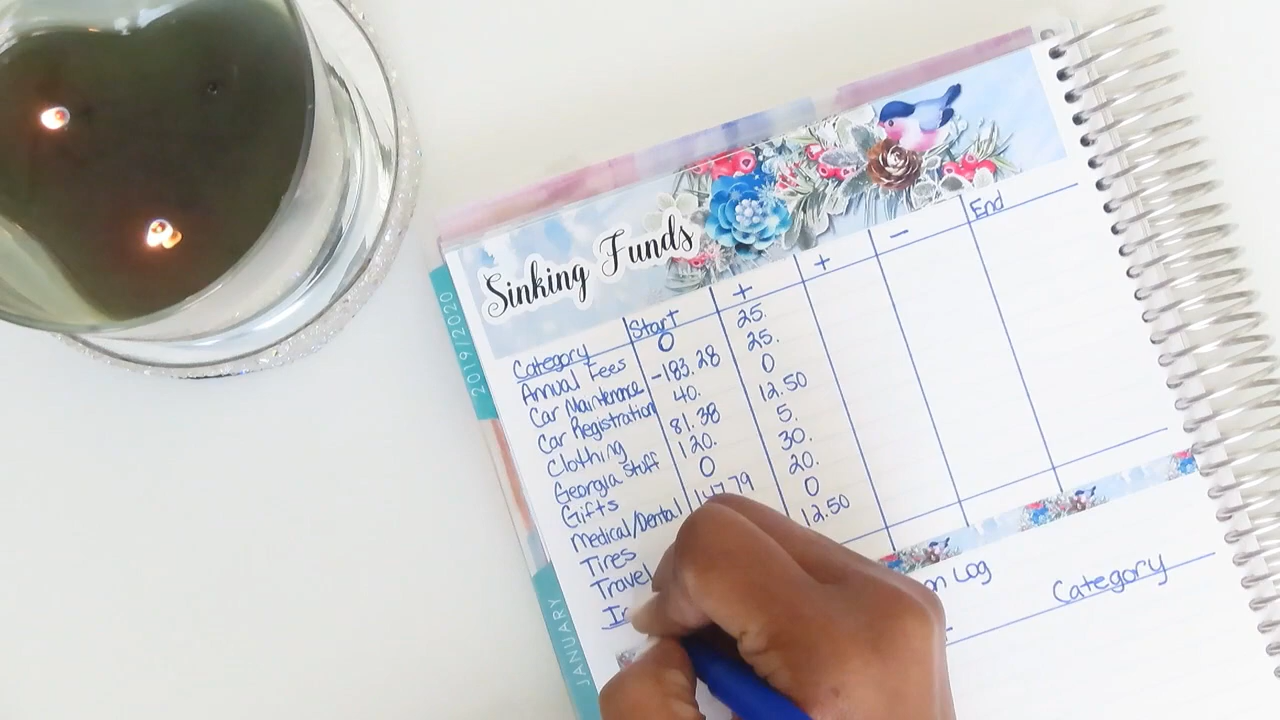 2019/2020
Sinking Funds
Category Start + + - End
Annual Fees 0 25.
Car Maintenance -183.28 25.
Car Registration 40. 0
Clothing 81.38 12.50
Georgia Stuff 120. 5.
Gifts 0 30.
Medical/Dental 147.79 20.
Tires 0
Travel 12.50
Log
Category
JANUARY